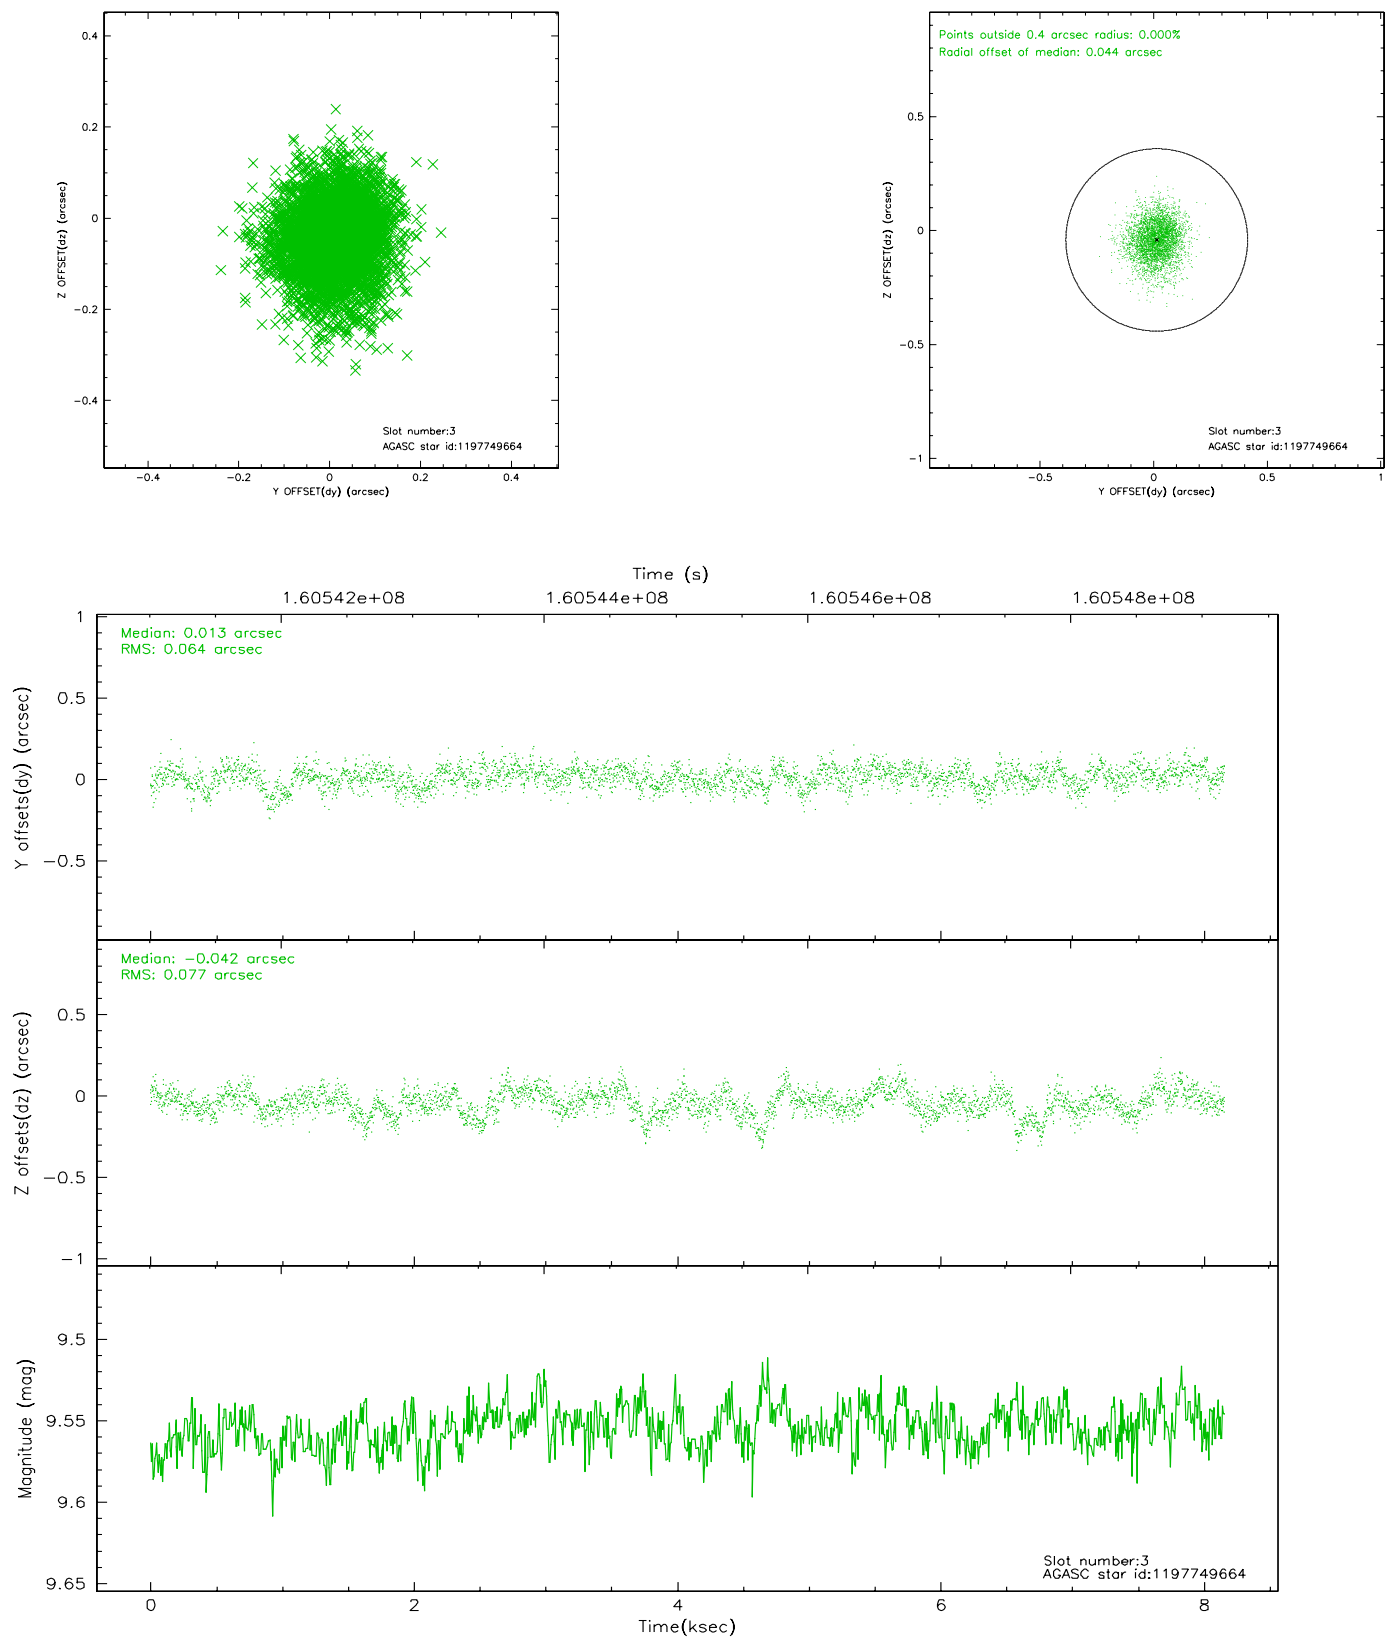 0.4
0.2
0
-0.2
-0.4
Z OFFSET(dz) (arcsec)
-0.4 -0.2 0 0.2 0.4
Y OFFSET(dy) (arcsec)
Slot number:3
AGASC star id:1197749664
Points outside 0.4 arcsec radius: 0.000%
Radial offset of median: 0.044 arcsec
0.5
0
-0.5
-1
Z OFFSET(dz) (arcsec)
-0.5 0 0.5 1
Y OFFSET(dy) (arcsec)
Slot number:3
AGASC star id:1197749664
Time (s)
1.60542e+08 1.60544e+08 1.60546e+08 1.60548e+08
Median: 0.013 arcsec
RMS: 0.064 arcsec
1
0.5
0
-0.5
Y offsets(dy) (arcsec)
Median: -0.042 arcsec
RMS: 0.077 arcsec
0.5
0
-0.5
-1
Z offsets(dz) (arcsec)
9.5
9.55
9.6
9.65
Magnitude (mag)
Slot number:3
AGASC star id:1197749664
0 2 4 6 8
Time(ksec)